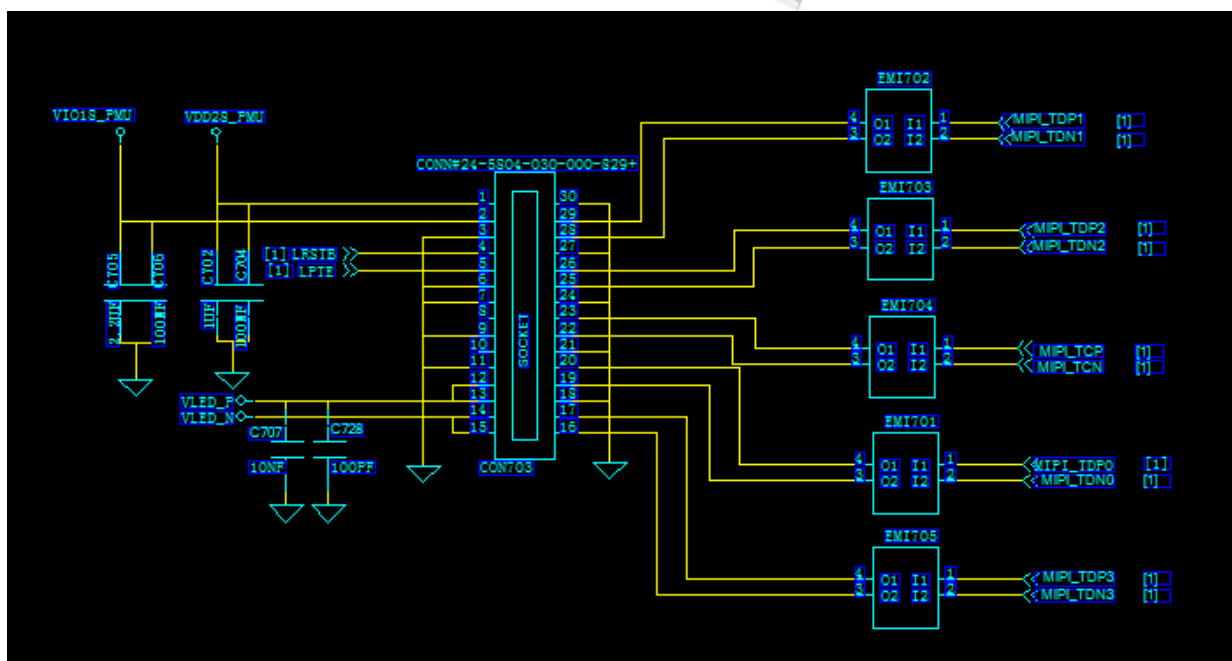 EMI702
VIO18_PMU
VDD28_PMU
4 O1 I1 1 MIPI_TDP1 [1]
3 O2 I2 2 MIPI_TDN1 [1]
CONN#24-5804-030-000-829+
EMI703
1 30
2 29
3 28
4 27
5 26
6 25
7 24
8 23
9 22
10 21
11 20
12 19
13 18
14 17
15 16
SOCKET
CON703
[1] LRSTB
[1] LPTE
4 O1 I1 1 MIPI_TDP2 [1]
3 O2 I2 2 MIPI_TDN2 [1]
C705
C706
C702
C704
2.2UF
100NF
1UF
100NF
EMI704
4 O1 I1 1 MIPI_TCP [1]
3 O2 I2 2 MIPI_TCN [1]
VLED_P
VLED_N
C707
C728
10NF
100PF
EMI701
4 O1 I1 1 MIPI_TDP0 [1]
3 O2 I2 2 MIPI_TDN0 [1]
EMI705
4 O1 I1 1 MIPI_TDP3 [1]
3 O2 I2 2 MIPI_TDN3 [1]